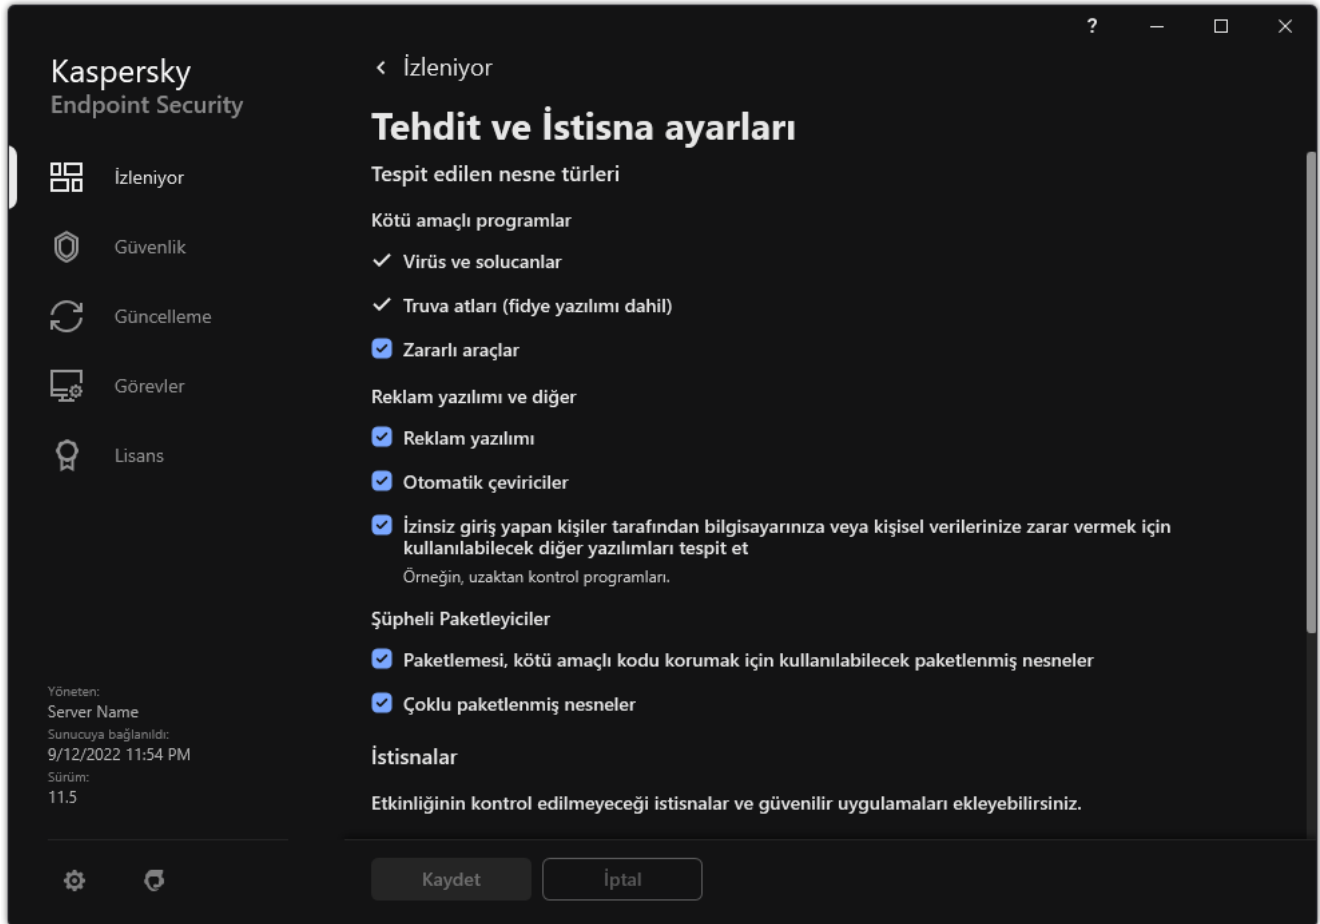 ?
Kaspersky
Endpoint Security
İzleniyor
Güvenlik
Güncelleme
Görevler
Lisans
Yöneten:
Server Name
Sunucuya bağlanıldı:
9/12/2022 11:54 PM
Sürüm:
11.5
İzleniyor
Tehdit ve İstisna ayarları
Tespit edilen nesne türleri
Kötü amaçlı programlar
Virüs ve solucanlar
Truva atları (fidye yazılımı dahil)
Zararlı araçlar
Reklam yazılımı ve diğer
Reklam yazılımı
Otomatik çeviriciler
İzinsiz giriş yapan kişiler tarafından bilgisayarınıza veya kişisel verilerinize zarar vermek için
kullanılabilecek diğer yazılımları tespit et
Örneğin, uzaktan kontrol programları.
Şüpheli Paketleyiciler
Paketlemesi, kötü amaçlı kodu korumak için kullanılabilecek paketlenmiş nesneler
Çoklu paketlenmiş nesneler
İstisnalar
Etkinliğinin kontrol edilmeyeceği istisnalar ve güvenilir uygulamaları ekleyebilirsiniz.
Kaydet
İptal